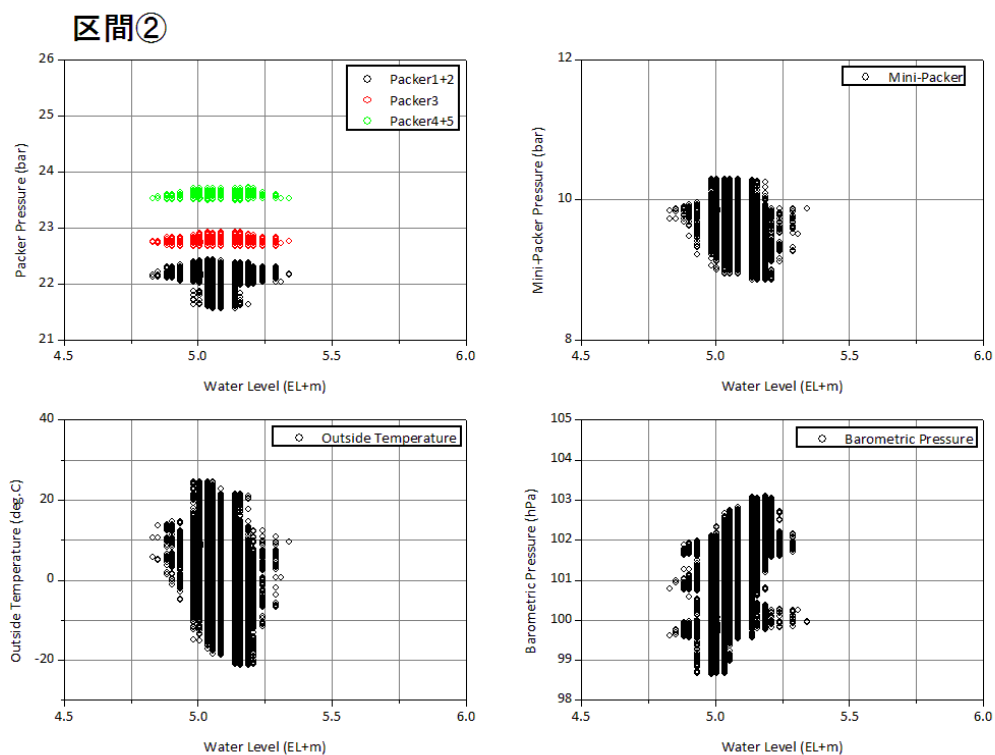 区間②
26
25
24
23
22
21
Packer Pressure (bar)
Packer1+2
Packer3
Packer4+5
4.5
5.0
5.5
6.0
Water Level (EL+m)
12
10
8
Mini-Packer Pressure (bar)
Mini-Packer
4.5
5.0
5.5
6.0
Water Level (EL+m)
40
20
0
-20
Outside Temperature (deg.C)
Outside Temperature
4.5
5.0
5.5
6.0
Water Level (EL+m)
105
104
103
102
101
100
99
98
Barometric Pressure (hPa)
Barometric Pressure
4.5
5.0
5.5
6.0
Water Level (EL+m)